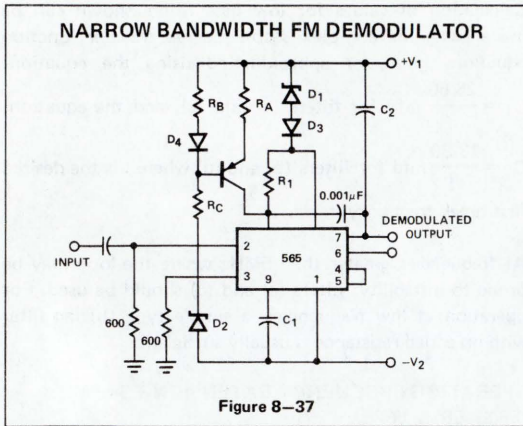 NARROW BANDWIDTH FM DEMODULATOR
+V1
RB
RA
D1
D3
C2
D4
R1
RC
0.001μF
DEMODULATED
OUTPUT
INPUT
2
3
565
7
6
4
5
9
1
600
600
D2
C1
−V2
Figure 8–37